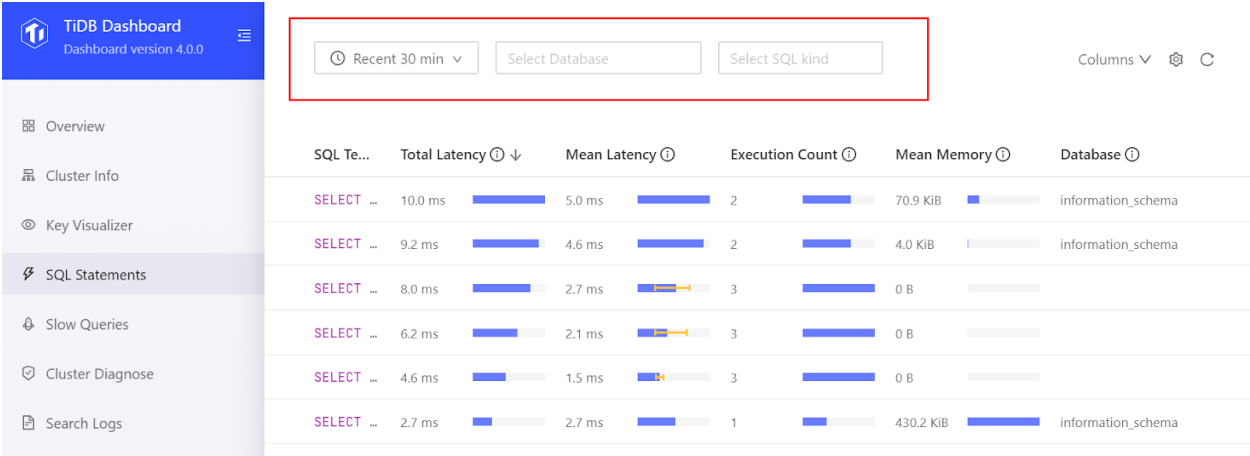 TiDB Dashboard
Dashboard version 4.0.0
Recent 30 min Select Database Select SQL kind Columns
Overview
Cluster Info
Key Visualizer
SQL Statements
Slow Queries
Cluster Diagnose
Search Logs
SQL Te... Total Latency Mean Latency Execution Count Mean Memory Database
SELECT … 10.0 ms 5.0 ms 2 70.9 KiB information_schema
SELECT … 9.2 ms 4.6 ms 2 4.0 KiB information_schema
SELECT … 8.0 ms 2.7 ms 3 0 B
SELECT … 6.2 ms 2.1 ms 3 0 B
SELECT … 4.6 ms 1.5 ms 3 0 B
SELECT … 2.7 ms 2.7 ms 1 430.2 KiB information_schema